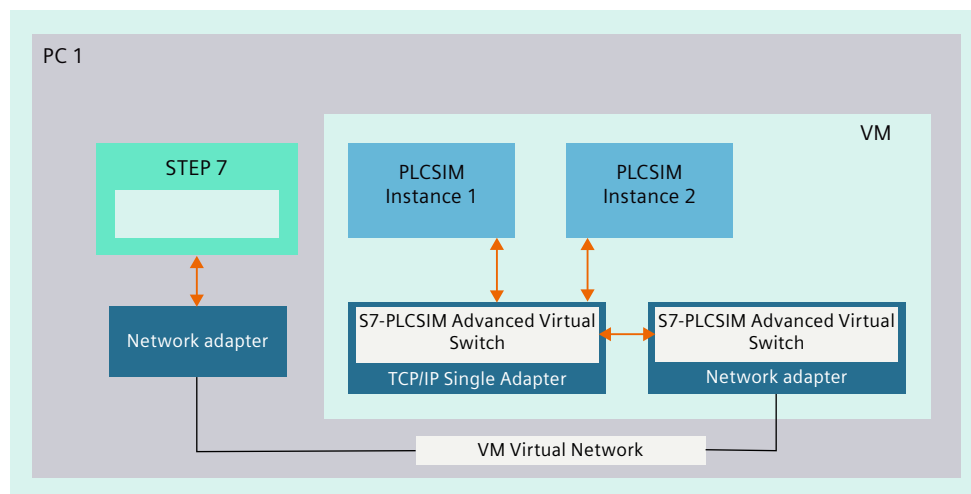 PC 1
VM
STEP 7
PLCSIM
Instance 1
PLCSIM
Instance 2
Network adapter
S7-PLCSIM Advanced Virtual
Switch
TCP/IP Single Adapter
S7-PLCSIM Advanced Virtual
Switch
Network adapter
VM Virtual Network